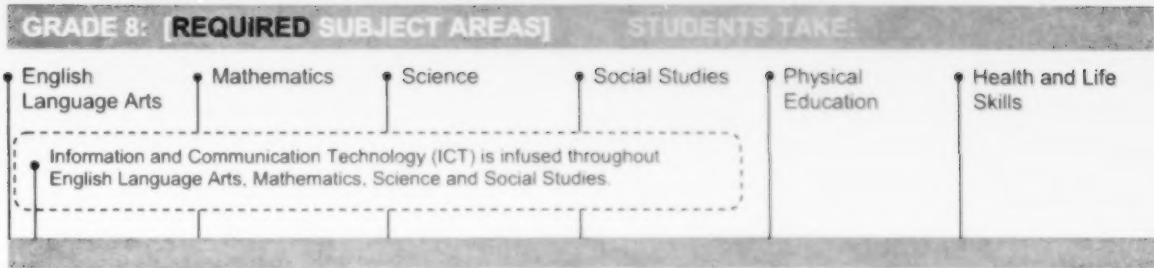 GRADE 8: [REQUIRED SUBJECT AREAS] STUDENTS TAKE:
English
Language Arts
Mathematics
Science
Social Studies
Physical
Education
Health and Life
Skills
Information and Communication Technology (ICT) is infused throughout
English Language Arts, Mathematics, Science and Social Studies.